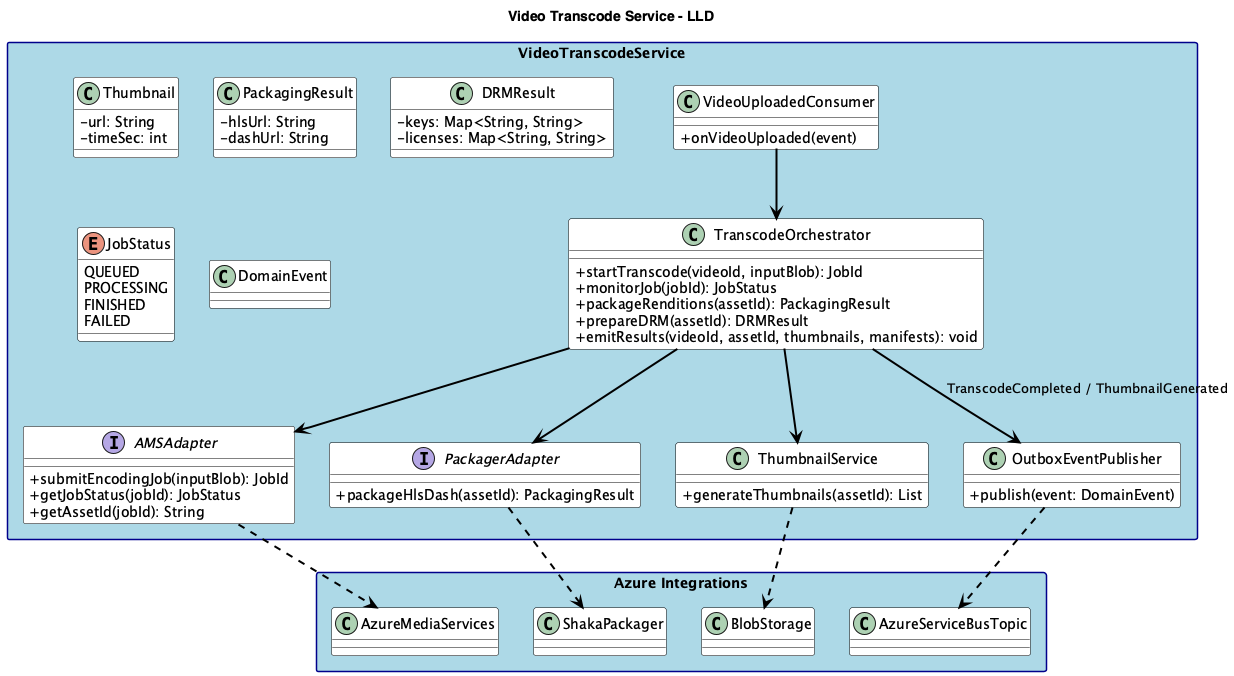 Video Transcode Service - LLD
VideoTranscodeService
C Thumbnail
-url: String
-timeSec: int
C PackagingResult
-hlsUrl: String
-dashUrl: String
C DRMResult
-keys: Map<String, String>
-licenses: Map<String, String>
C VideoUploadedConsumer
+onVideoUploaded(event)
E JobStatus
QUEUED
PROCESSING
FINISHED
FAILED
C DomainEvent
C TranscodeOrchestrator
+startTranscode(videoId, inputBlob): JobId
+monitorJob(jobId): JobStatus
+packageRenditions(assetId): PackagingResult
+prepareDRM(assetId): DRMResult
+emitResults(videoId, assetId, thumbnails, manifests): void
TranscodeCompleted / ThumbnailGenerated
I AMSAdapter
+submitEncodingJob(inputBlob): JobId
+getJobStatus(jobId): JobStatus
+getAssetId(jobId): String
I PackagerAdapter
+packageHlsDash(assetId): PackagingResult
C ThumbnailService
+generateThumbnails(assetId): List
C OutboxEventPublisher
+publish(event: DomainEvent)
Azure Integrations
C AzureMediaServices
C ShakaPackager
C BlobStorage
C AzureServiceBusTopic